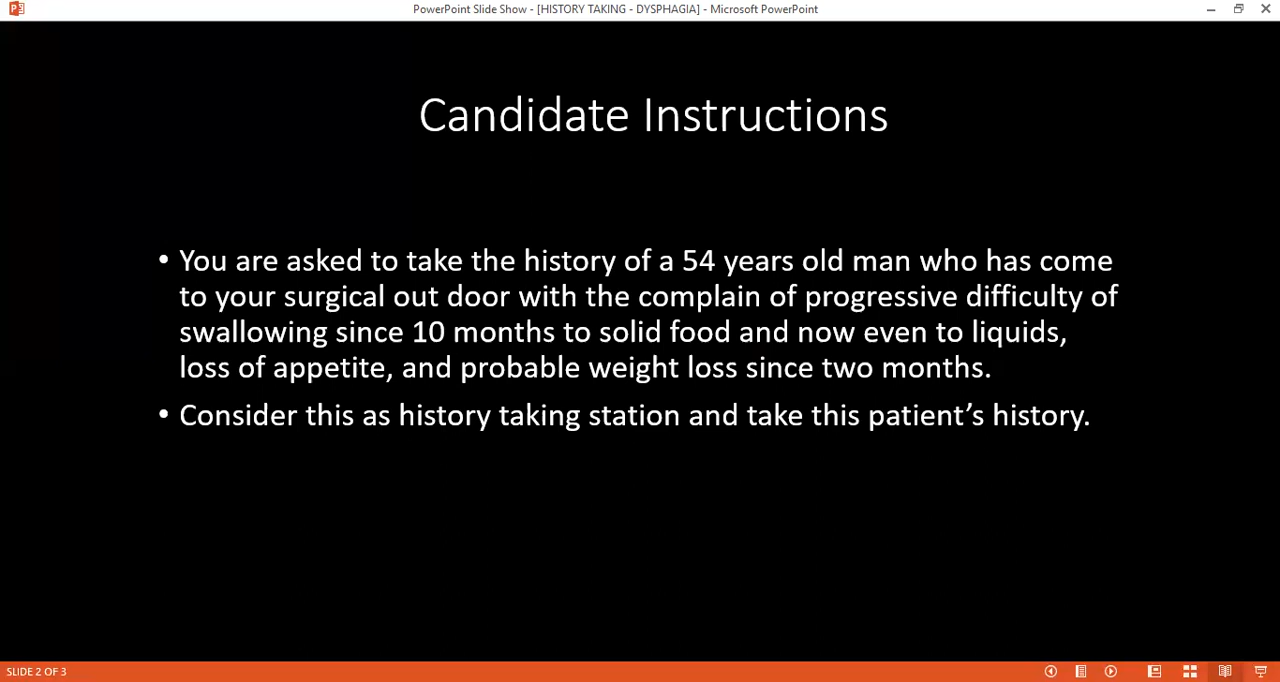 PowerPoint Slide Show - [HISTORY TAKING - DYSPHAGIA] - Microsoft PowerPoint
Candidate Instructions
• You are asked to take the history of a 54 years old man who has come
to your surgical out door with the complain of progressive difficulty of
swallowing since 10 months to solid food and now even to liquids,
loss of appetite, and probable weight loss since two months.
• Consider this as history taking station and take this patient’s history.
SLIDE 2 OF 3